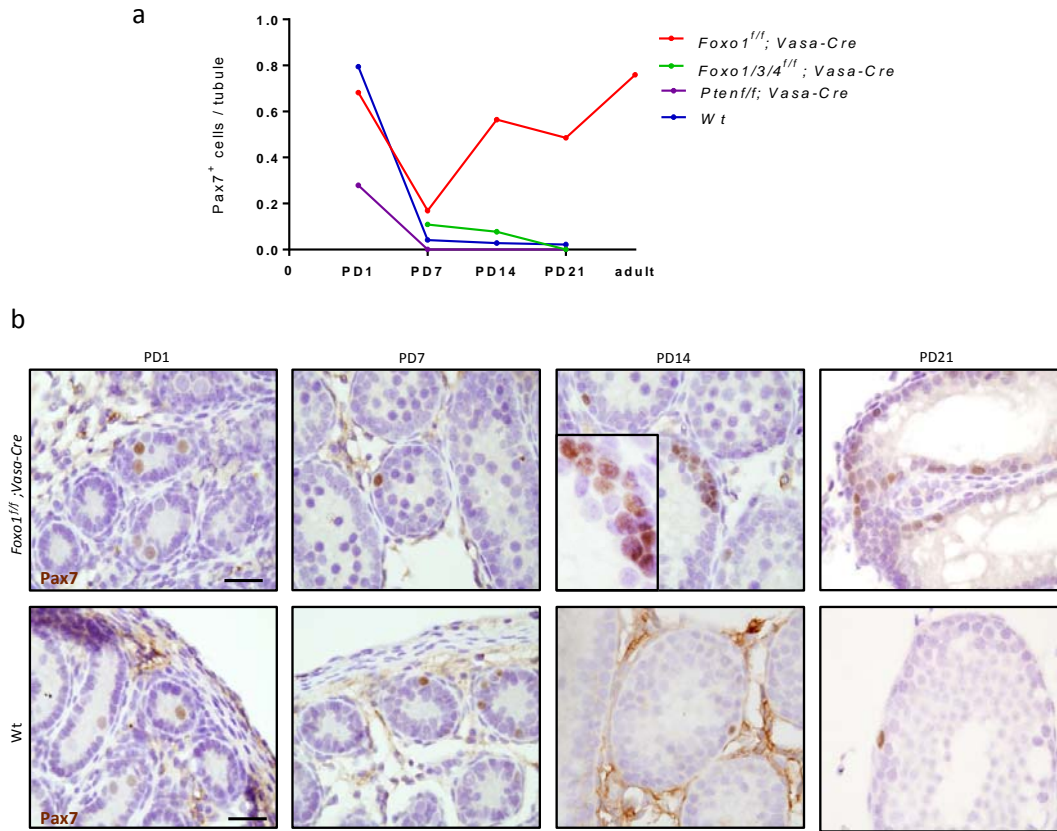 a
1.0
0.8
0.6
0.4
0.2
0.0
Pax7+ cells / tubule
0 PD1 PD7 PD14 PD21 adult
Foxo1f/f; Vasa-Cre
Foxo1/3/4f/f ; Vasa-Cre
Ptenf/f; Vasa-Cre
Wt
b
PD1 PD7 PD14 PD21
Foxo1f/f ;Vasa-Cre
Pax7
Wt
Pax7